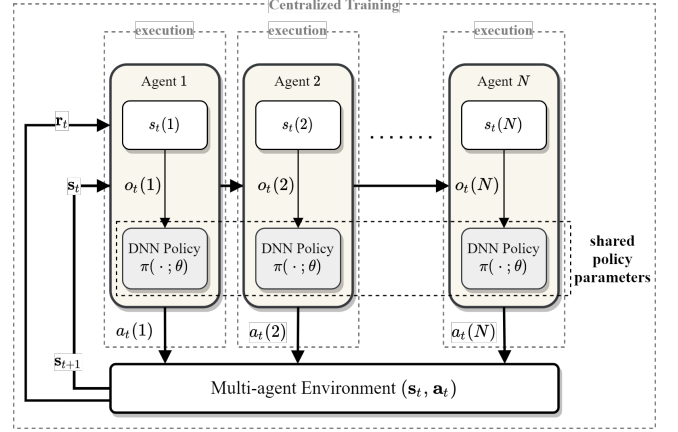 Centralized Training
execution execution execution
Agent 1 Agent 2 Agent N
r_t s_t(1) s_t(2) ....... s_t(N)
s_t o_t(1) o_t(2) o_t(N)
DNN Policy DNN Policy DNN Policy
π( · ; θ) π( · ; θ) π( · ; θ)
shared
policy
parameters
a_t(1) a_t(2) a_t(N)
s_{t+1}
Multi-agent Environment (s_t, a_t)